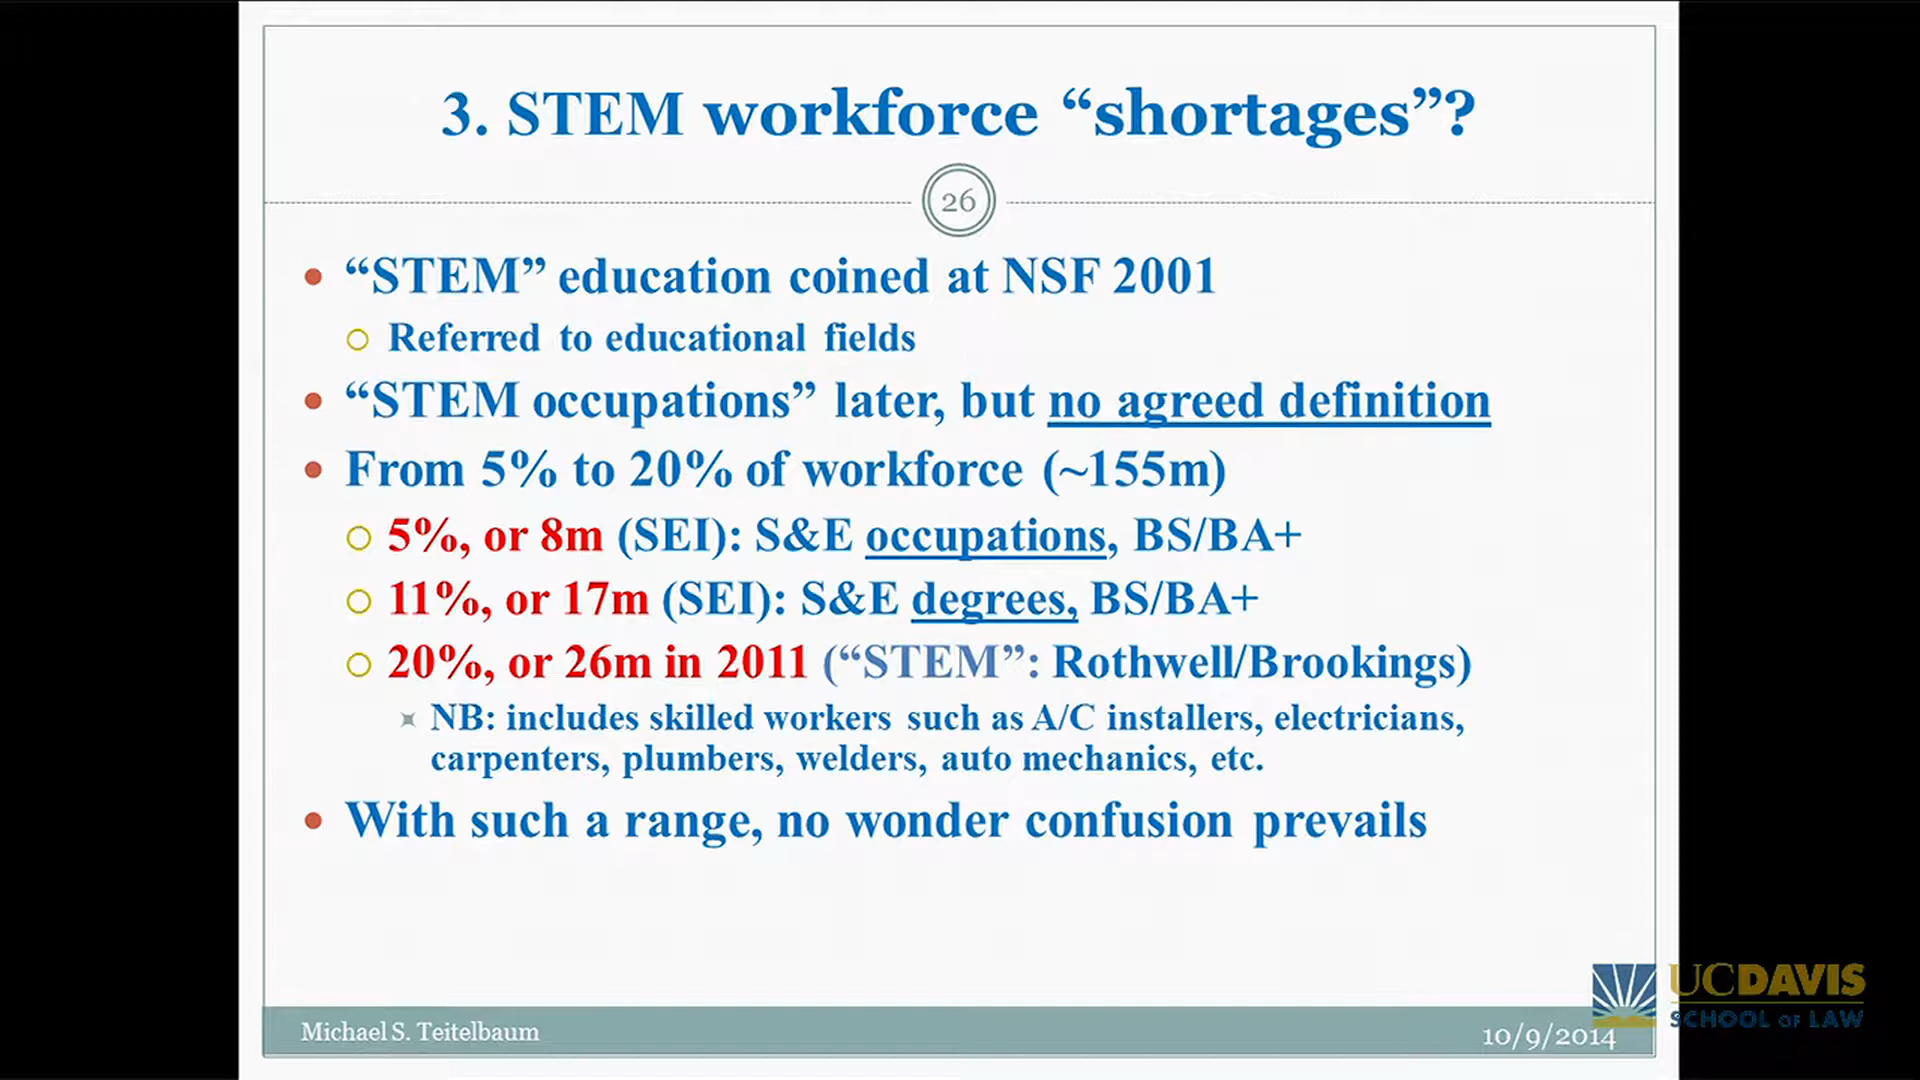 3. STEM workforce “shortages”?
26
“STEM” education coined at NSF 2001
Referred to educational fields
“STEM occupations” later, but no agreed definition
From 5% to 20% of workforce (~155m)
5%, or 8m (SEI): S&E occupations, BS/BA+
11%, or 17m (SEI): S&E degrees, BS/BA+
20%, or 26m in 2011 (“STEM”: Rothwell/Brookings)
NB: includes skilled workers such as A/C installers, electricians,
carpenters, plumbers, welders, auto mechanics, etc.
With such a range, no wonder confusion prevails
Michael S. Teitelbaum
10/9/2014
UCDAVIS
SCHOOL OF LAW